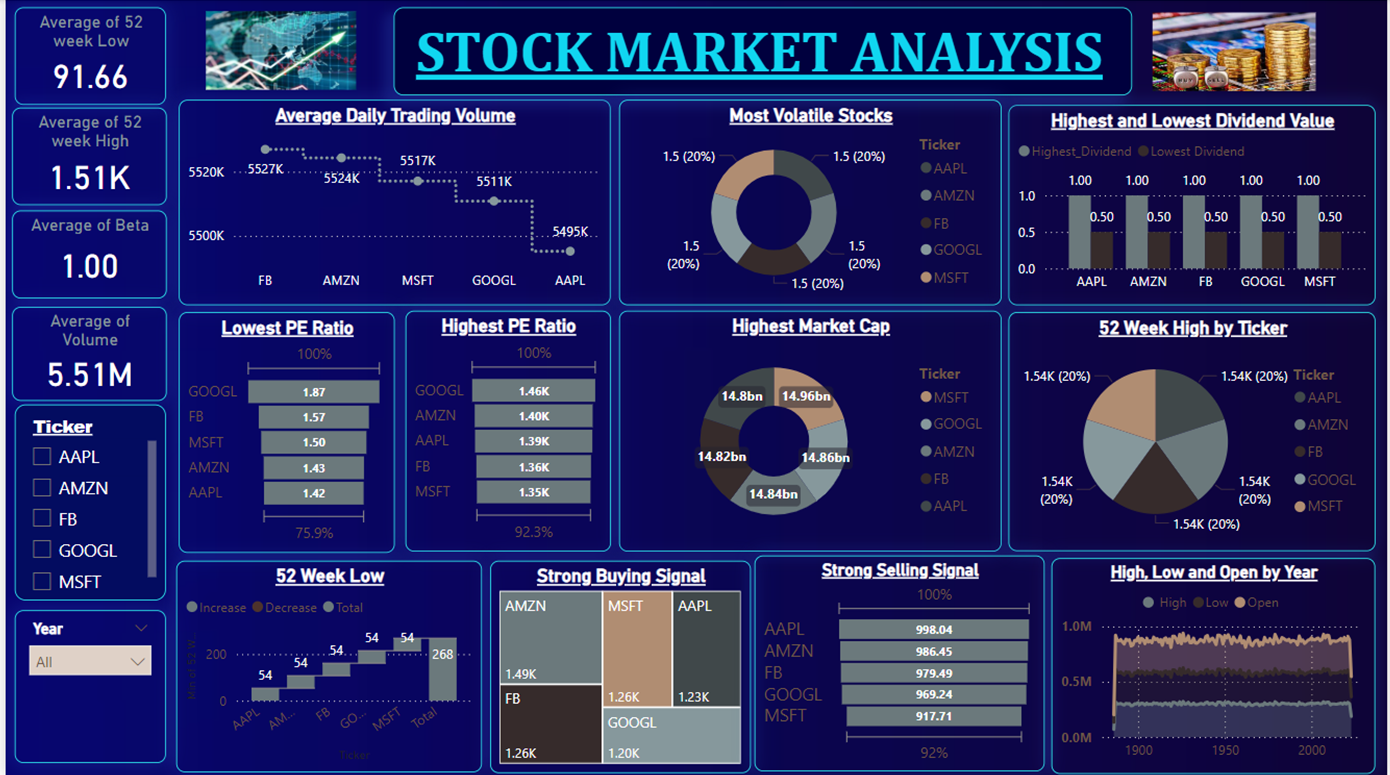 Average of 52
week Low
91.66
STOCK MARKET ANALYSIS
BUY
SELL
Average of 52
week High
1.51K
Average of Beta
1.00
Average of
Volume
5.51M
Ticker
AAPL
AMZN
FB
GOOGL
MSFT
Year
All
Average Daily Trading Volume
5520K
5500K
5527K
5524K
5517K
5511K
5495K
FB
AMZN
MSFT
GOOGL
AAPL
Most Volatile Stocks
1.5 (20%)
1.5 (20%)
1.5
(20%)
1.5
(20%)
1.5 (20%)
Ticker
AAPL
AMZN
FB
GOOGL
MSFT
Highest and Lowest Dividend Value
Highest_Dividend
Lowest Dividend
1.0
0.5
0.0
1.00
0.50
1.00
0.50
1.00
0.50
1.00
0.50
1.00
0.50
AAPL
AMZN
FB
GOOGL
MSFT
Lowest PE Ratio
100%
GOOGL 1.87
FB 1.57
MSFT 1.50
AMZN 1.43
AAPL 1.42
75.9%
Highest PE Ratio
100%
GOOGL 1.46K
AMZN 1.40K
AAPL 1.39K
FB 1.36K
MSFT 1.35K
92.3%
Highest Market Cap
14.8bn
14.96bn
14.82bn
14.86bn
14.84bn
Ticker
MSFT
GOOGL
AMZN
FB
AAPL
52 Week High by Ticker
1.54K (20%)
1.54K (20%)
1.54K
(20%)
1.54K
(20%)
1.54K (20%)
Ticker
AAPL
AMZN
FB
GOOGL
MSFT
52 Week Low
Increase
Decrease
Total
Min of 52 W...
200
0
54
54
54
54
54
268
AAPL
AM...
FB
GO...
MSFT
Total
Ticker
Strong Buying Signal
AMZN
1.49K
MSFT
1.26K
AAPL
1.23K
FB
1.26K
GOOGL
1.20K
Strong Selling Signal
100%
AAPL 998.04
AMZN 986.45
FB 979.49
GOOGL 969.24
MSFT 917.71
92%
High, Low and Open by Year
High
Low
Open
1.0M
0.5M
0.0M
1900
1950
2000